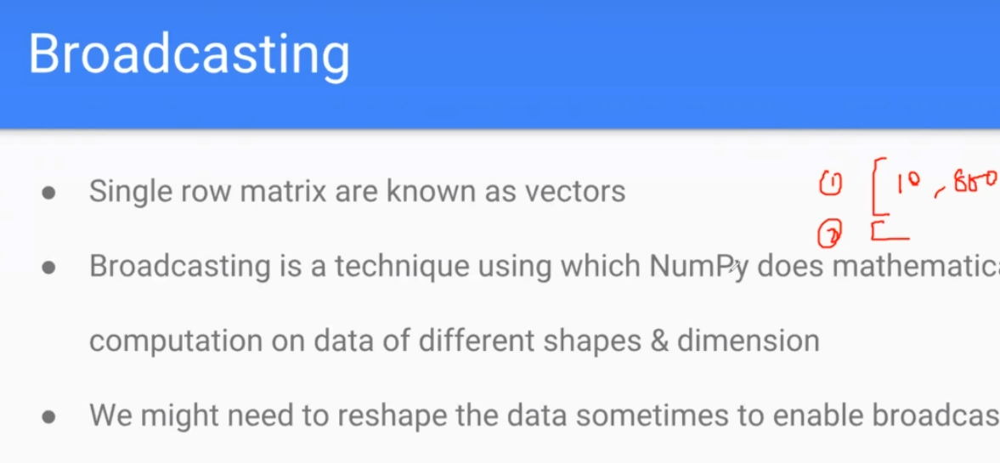 Broadcasting
● Single row matrix are known as vectors
① [10, 800
② [
● Broadcasting is a technique using which NumPy does mathematica
computation on data of different shapes & dimension
● We might need to reshape the data sometimes to enable broadcas